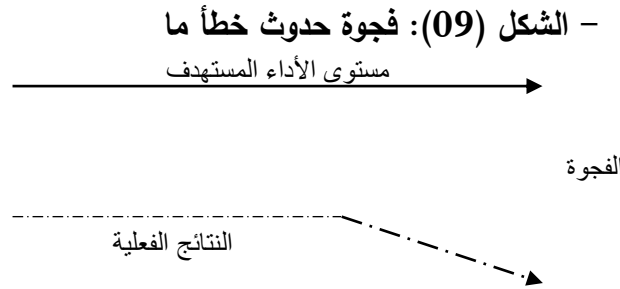 - الشكل (09): فجوة حدوث خطأ ما
مستوى الأداء المستهدف
الفجوة
النتائج الفعلية